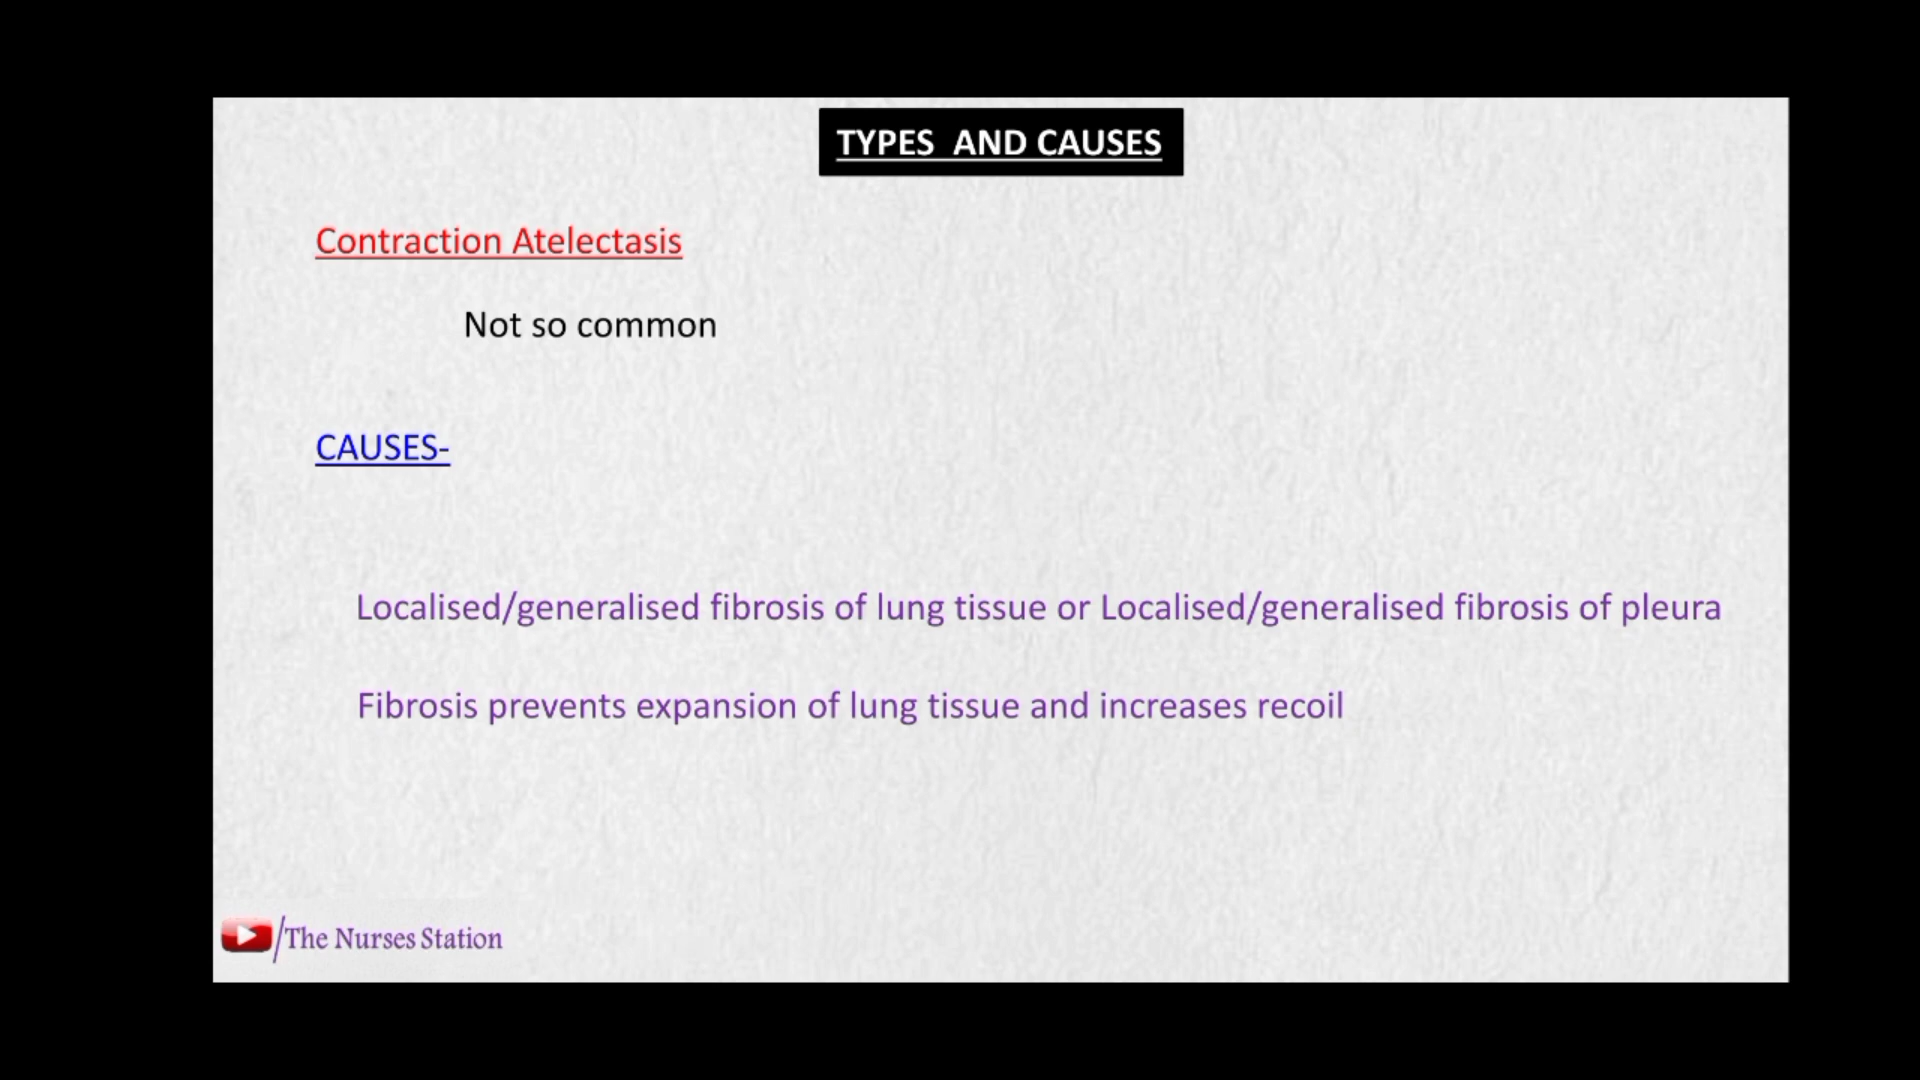 TYPES AND CAUSES
Contraction Atelectasis
Not so common
CAUSES-
Localised/generalised fibrosis of lung tissue or Localised/generalised fibrosis of pleura
Fibrosis prevents expansion of lung tissue and increases recoil
/The Nurses Station